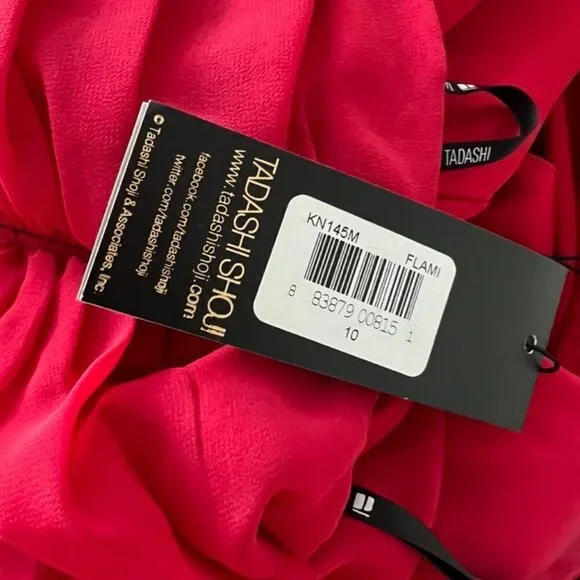 TADASHI SHOJI
www.tadashishoji.com
facebook.com/tadashishoji
twitter.com/tadashishoji
© Tadashi Shoji & Associates, Inc.
KN145M FLAMI
8 83879 00815 1
10
TADASHI